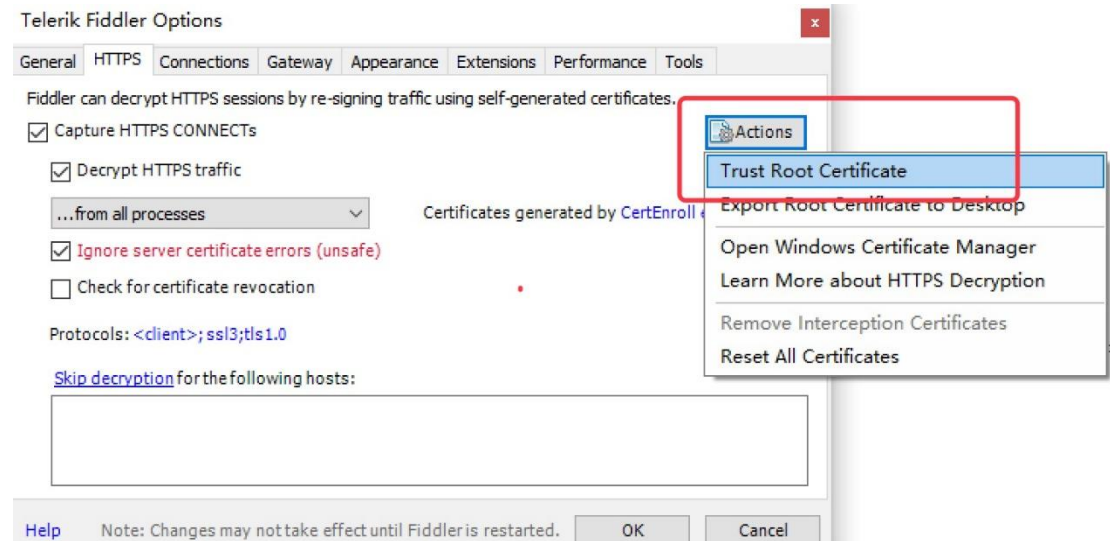 Telerik Fiddler Options
x
General HTTPS Connections Gateway Appearance Extensions Performance Tools
Fiddler can decrypt HTTPS sessions by re-signing traffic using self-generated certificates.
Capture HTTPS CONNECTs
Actions
Decrypt HTTPS traffic
Trust Root Certificate
...from all processes
Certificates generated by CertEnroll
Export Root Certificate to Desktop
Ignore server certificate errors (unsafe)
Open Windows Certificate Manager
Check for certificate revocation
Learn More about HTTPS Decryption
Protocols: <client>;ssl3;tls1.0
Remove Interception Certificates
Reset All Certificates
Skip decryption for the following hosts:
Help Note: Changes may not take effect until Fiddler is restarted. OK Cancel